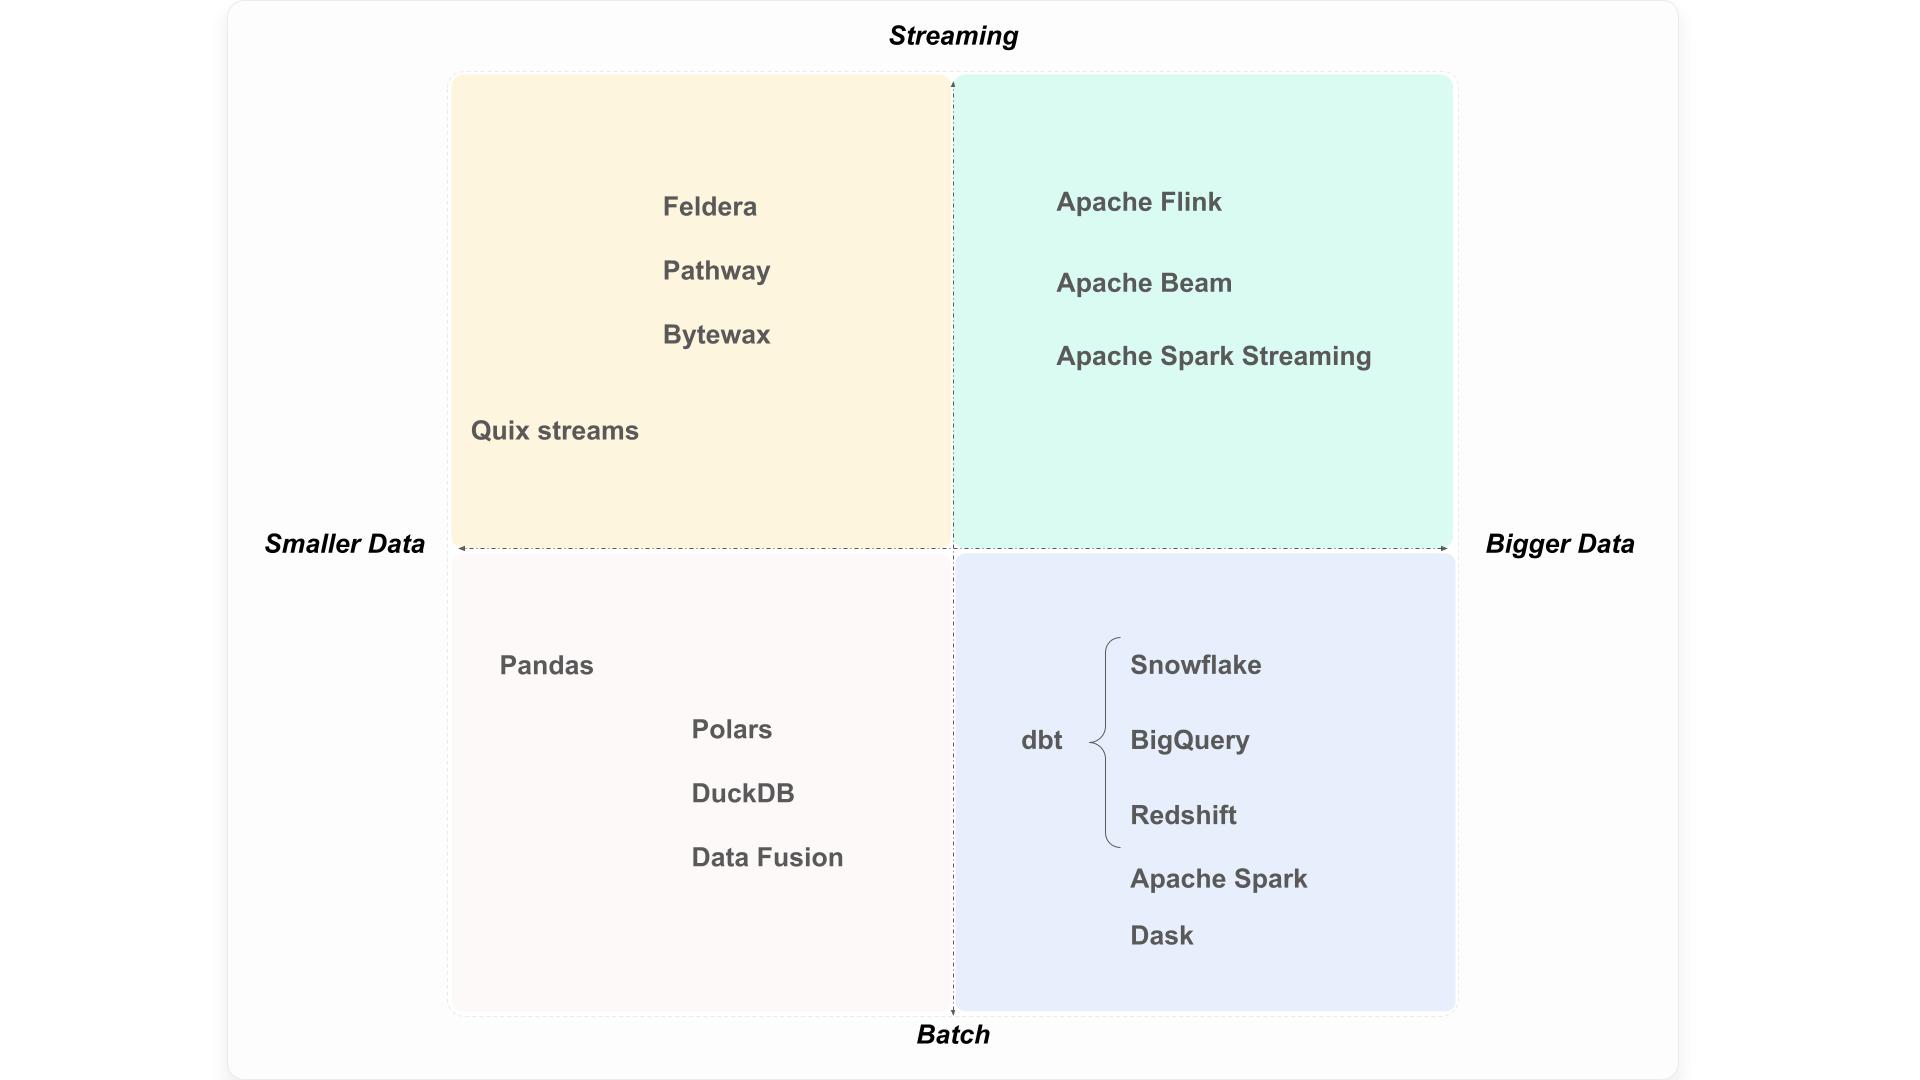 Streaming
Feldera
Pathway
Bytewax
Quix streams
Apache Flink
Apache Beam
Apache Spark Streaming
Smaller Data
Bigger Data
Pandas
Polars
DuckDB
Data Fusion
dbt
Snowflake
BigQuery
Redshift
Apache Spark
Dask
Batch